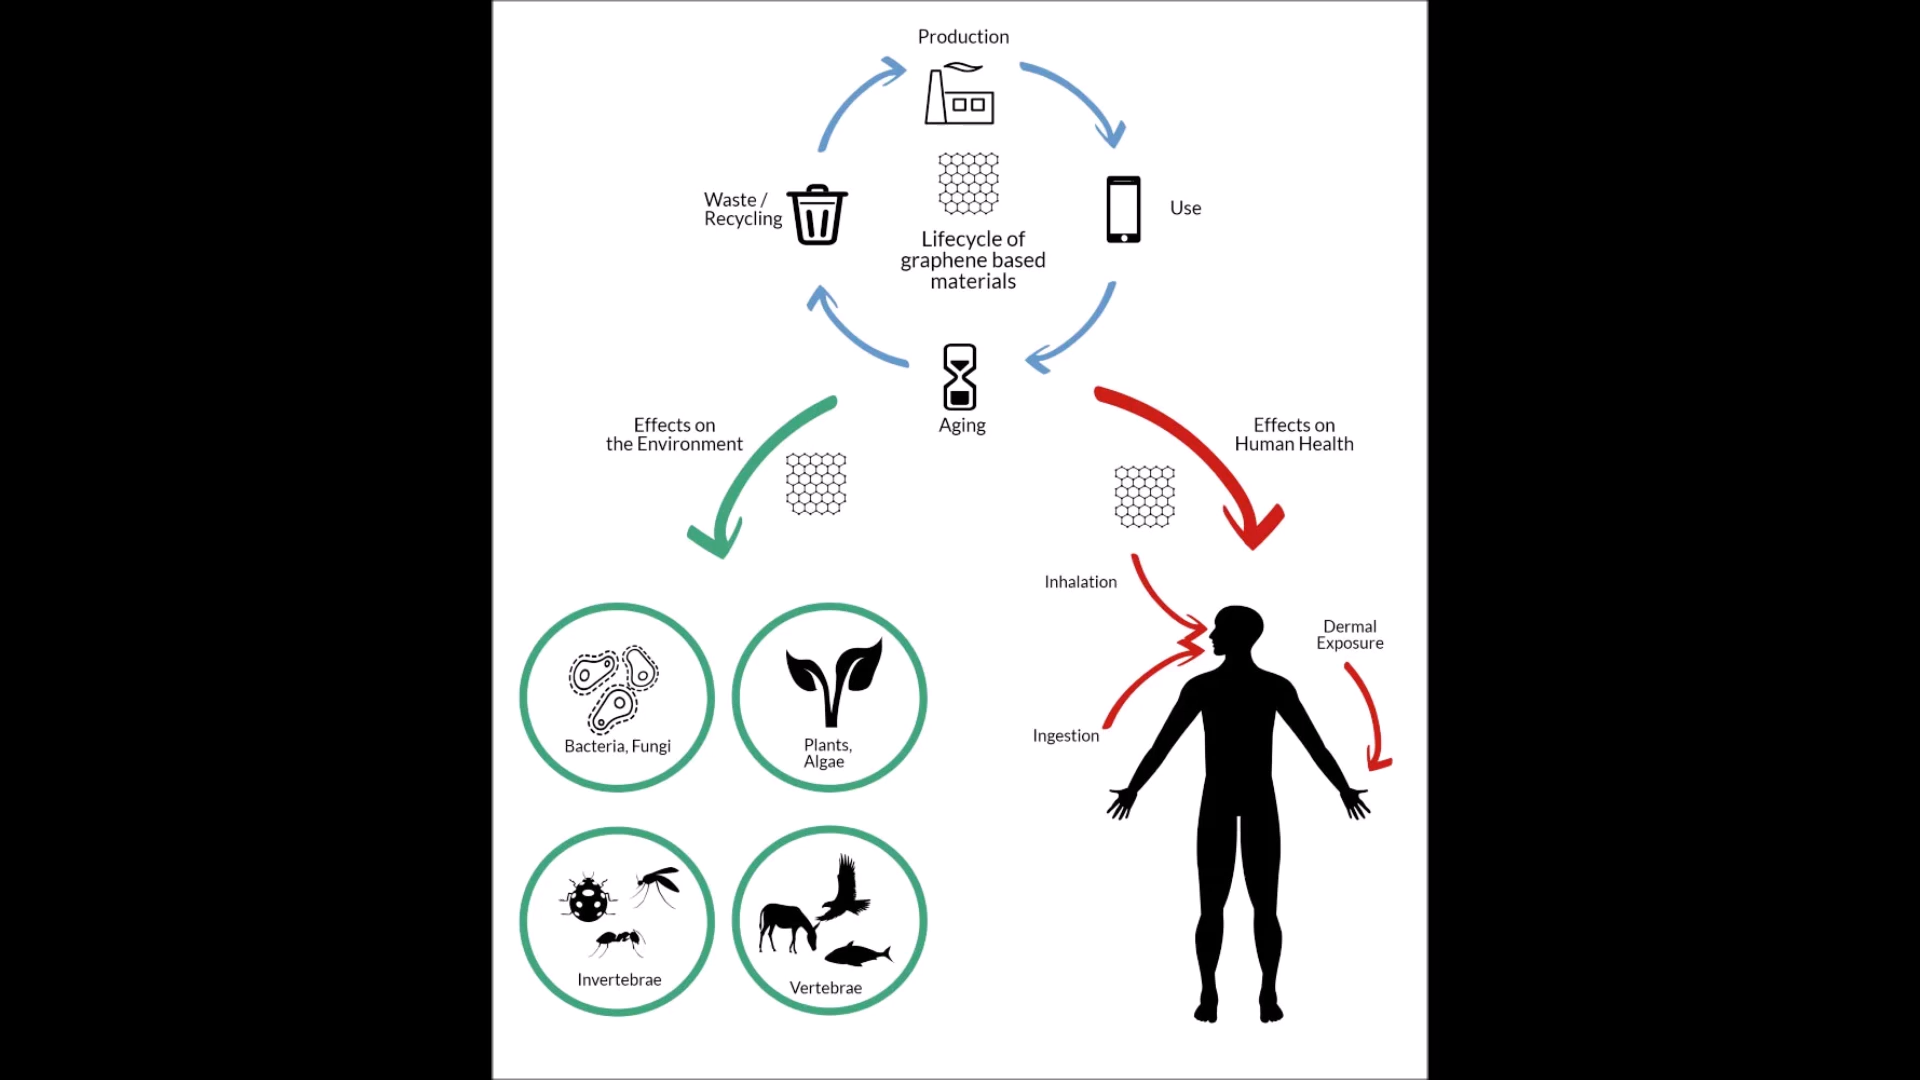 Production
Waste /
Recycling
Use
Lifecycle of
graphene based
materials
Aging
Effects on
the Environment
Effects on
Human Health
Inhalation
Dermal
Exposure
Ingestion
Bacteria, Fungi
Plants,
Algae
Invertebrae
Vertebrae